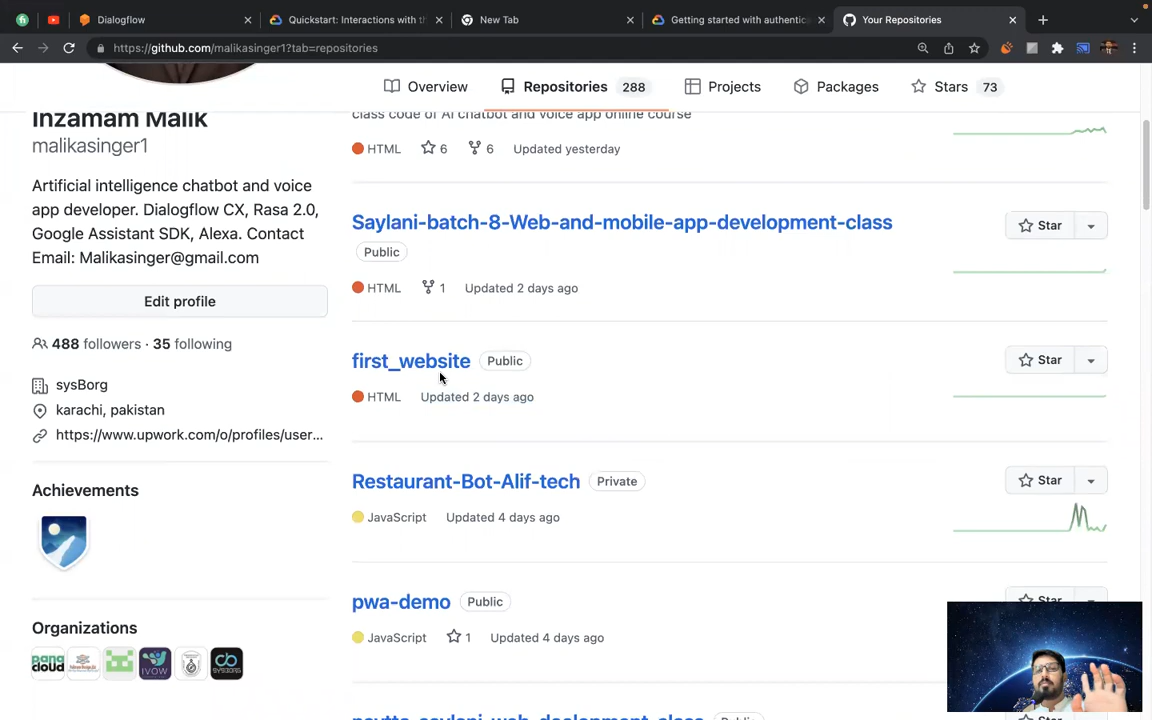 Dialogflow
Quickstart: Interactions with th
New Tab
Getting started with authentic
Your Repositories
https://github.com/malikasinger1?tab=repositories
Overview
Repositories 288
Projects
Packages
Stars 73
Inzamam Malik
malikasinger1
Artificial intelligence chatbot and voice
app developer. Dialogflow CX, Rasa 2.0,
Google Assistant SDK, Alexa. Contact
Email: Malikasinger@gmail.com
Edit profile
488 followers · 35 following
sysBorg
karachi, pakistan
https://www.upwork.com/o/profiles/user...
Achievements
Organizations
class code of AI chatbot and voice app online course
HTML 6 6 Updated yesterday
Saylani-batch-8-Web-and-mobile-app-development-class
Public
Star
HTML 1 Updated 2 days ago
first_website Public
Star
HTML Updated 2 days ago
Restaurant-Bot-Alif-tech Private
Star
JavaScript Updated 4 days ago
pwa-demo Public
Star
JavaScript 1 Updated 4 days ago
Public